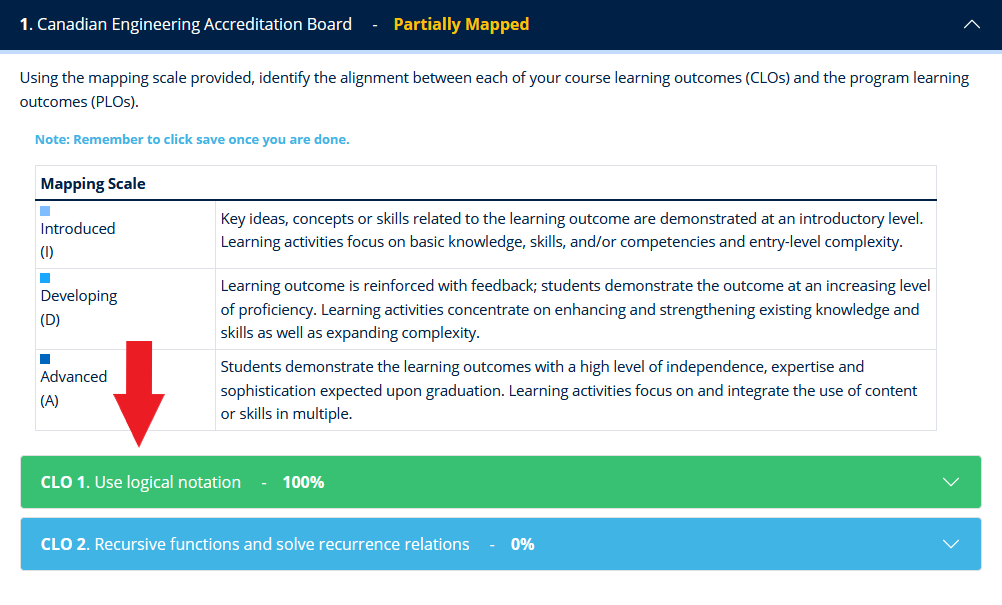 1. Canadian Engineering Accreditation Board - Partially Mapped
Using the mapping scale provided, identify the alignment between each of your course learning outcomes (CLOs) and the program learning
outcomes (PLOs).
Note: Remember to click save once you are done.
Mapping Scale
Introduced
(I)
Key ideas, concepts or skills related to the learning outcome are demonstrated at an introductory level.
Learning activities focus on basic knowledge, skills, and/or competencies and entry-level complexity.
Developing
(D)
Learning outcome is reinforced with feedback; students demonstrate the outcome at an increasing level
of proficiency. Learning activities concentrate on enhancing and strengthening existing knowledge and
skills as well as expanding complexity.
Advanced
(A)
Students demonstrate the learning outcomes with a high level of independence, expertise and
sophistication expected upon graduation. Learning activities focus on and integrate the use of content
or skills in multiple.
CLO 1. Use logical notation - 100%
CLO 2. Recursive functions and solve recurrence relations - 0%